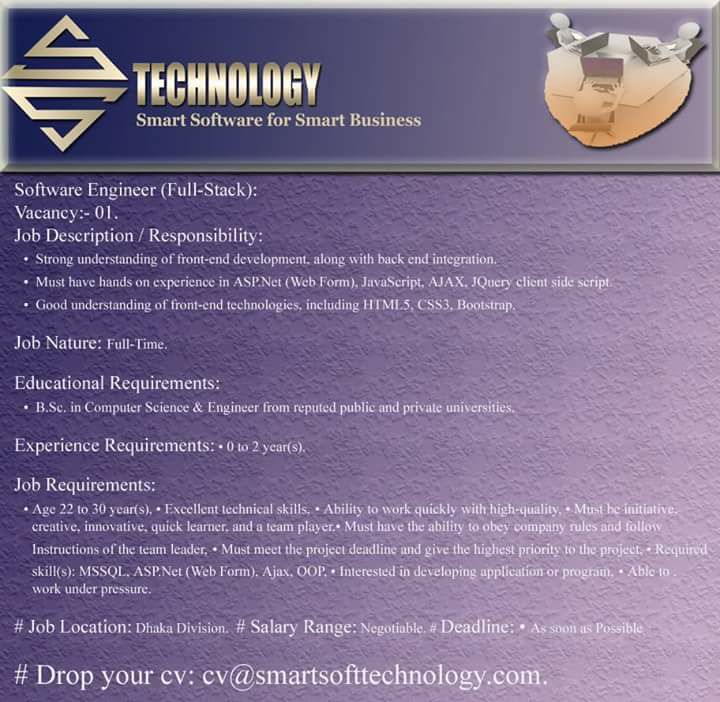 SS TECHNOLOGY
Smart Software for Smart Business
Software Engineer (Full-Stack):
Vacancy:- 01.
Job Description / Responsibility:
• Strong understanding of front-end development, along with back end integration.
• Must have hands on experience in ASP.Net (Web Form), JavaScript, AJAX, JQuery client side script.
• Good understanding of front-end technologies, including HTML5, CSS3, Bootstrap.
Job Nature: Full-Time.
Educational Requirements:
• B.Sc. in Computer Science & Engineer from reputed public and private universities.
Experience Requirements: • 0 to 2 year(s).
Job Requirements:
• Age 22 to 30 year(s), • Excellent technical skills, • Ability to work quickly with high-quality, • Must be initiative,
creative, innovative, quick learner, and a team player.• Must have the ability to obey company rules and follow
Instructions of the team leader, • Must meet the project deadline and give the highest priority to the project, • Required
skill(s): MSSQL, ASP.Net (Web Form), Ajax, OOP, • Interested in developing application or program, • Able to .
work under pressure.
# Job Location: Dhaka Division. # Salary Range: Negotiable. # Deadline: • As soon as Possible
# Drop your cv: cv@smartsofttechnology.com.